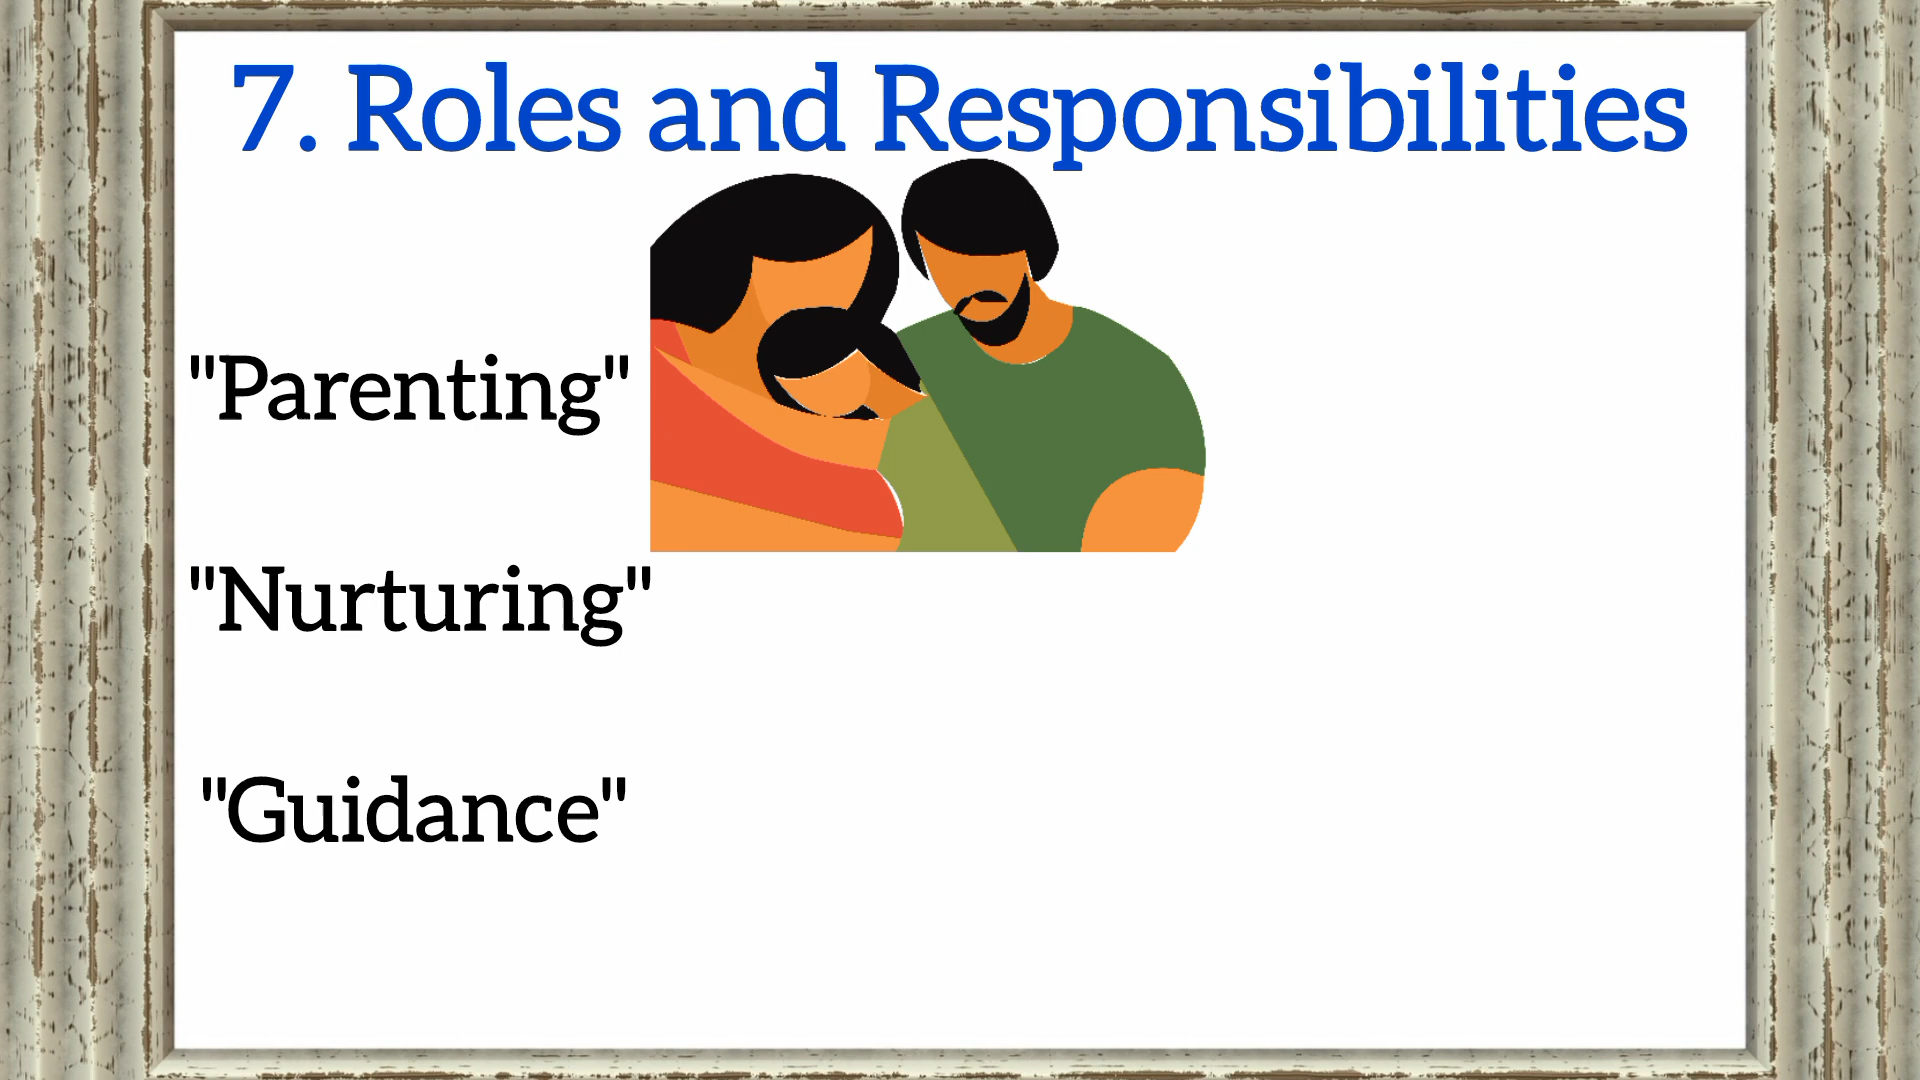 7. Roles and Responsibilities
"Parenting"
"Nurturing"
"Guidance"